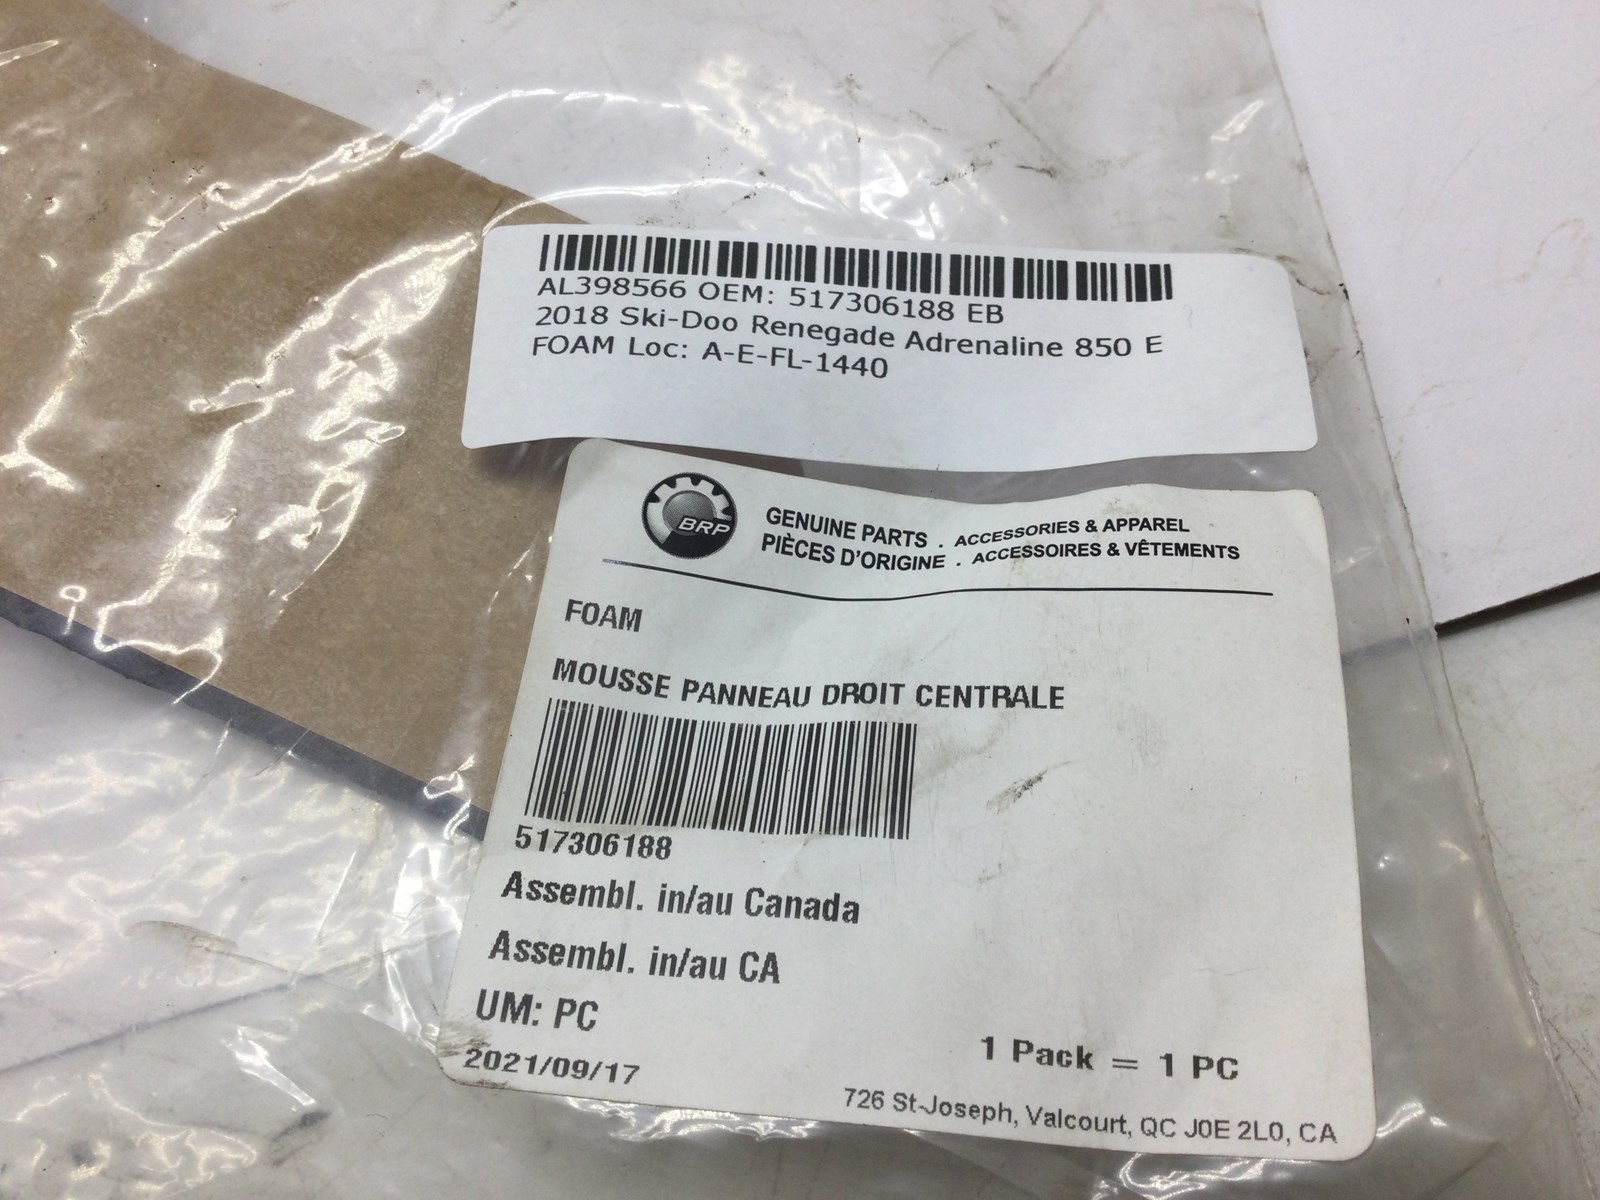 AL398566 OEM: 517306188 EB
2018 Ski-Doo Renegade Adrenaline 850 E
FOAM Loc: A-E-FL-1440
BRP
GENUINE PARTS . ACCESSORIES & APPAREL
PIÈCES D'ORIGINE . ACCESSOIRES & VÊTEMENTS
FOAM
MOUSSE PANNEAU DROIT CENTRALE
517306188
Assembl. in/au Canada
Assembl. in/au CA
UM: PC
2021/09/17
1 Pack = 1 PC
726 St-Joseph, Valcourt, QC J0E 2L0, CA